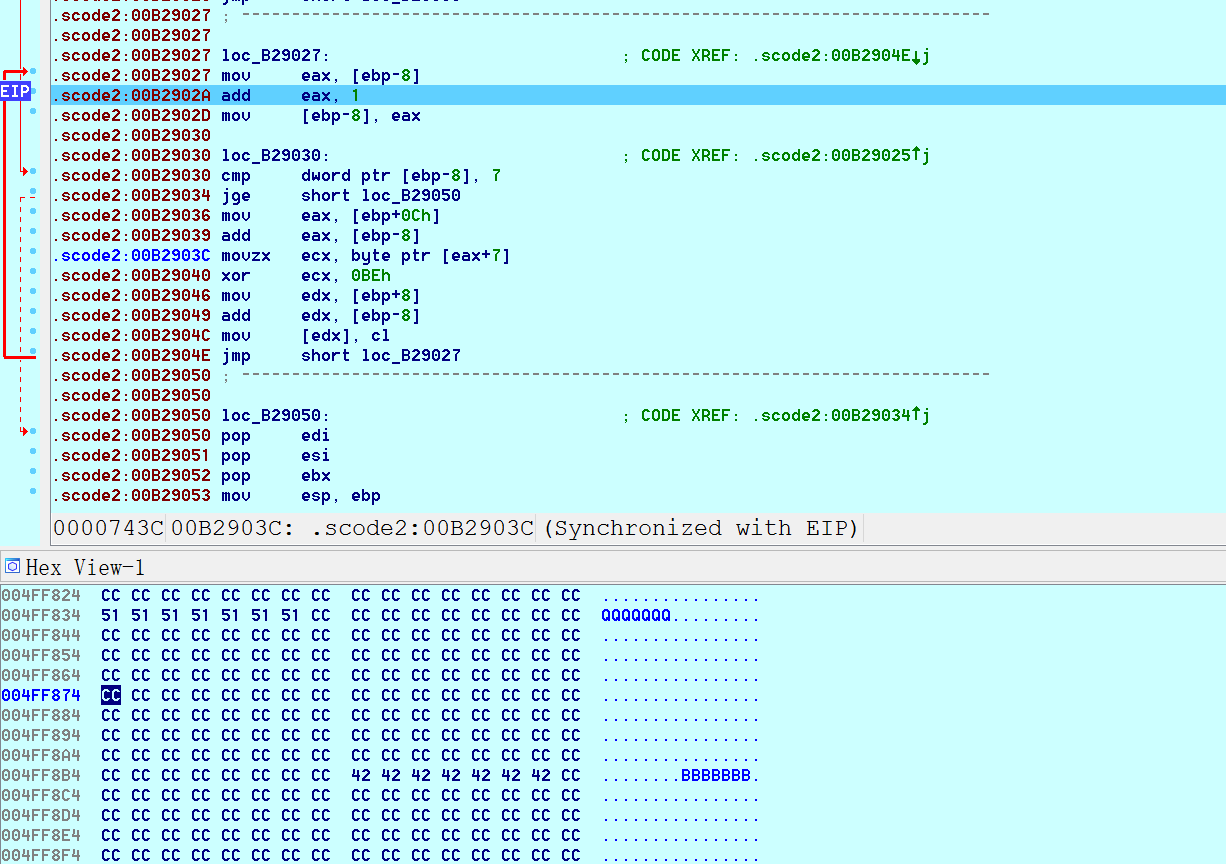 .scode2:00B29027 ; ---------------------------------------------------------------------------
.scode2:00B29027
.scode2:00B29027 loc_B29027: ; CODE XREF: .scode2:00B2904E↓j
.scode2:00B29027 mov eax, [ebp-8]
EIP .scode2:00B2902A add eax, 1
.scode2:00B2902D mov [ebp-8], eax
.scode2:00B29030
.scode2:00B29030 loc_B29030: ; CODE XREF: .scode2:00B29025↑j
.scode2:00B29030 cmp dword ptr [ebp-8], 7
.scode2:00B29034 jge short loc_B29050
.scode2:00B29036 mov eax, [ebp+0Ch]
.scode2:00B29039 add eax, [ebp-8]
.scode2:00B2903C movzx ecx, byte ptr [eax+7]
.scode2:00B29040 xor ecx, 0BEh
.scode2:00B29046 mov edx, [ebp+8]
.scode2:00B29049 add edx, [ebp-8]
.scode2:00B2904C mov [edx], cl
.scode2:00B2904E jmp short loc_B29027
.scode2:00B29050 ; ---------------------------------------------------------------------------
.scode2:00B29050
.scode2:00B29050 loc_B29050: ; CODE XREF: .scode2:00B29034↑j
.scode2:00B29050 pop edi
.scode2:00B29051 pop esi
.scode2:00B29052 pop ebx
.scode2:00B29053 mov esp, ebp
0000743C 00B2903C: .scode2:00B2903C (Synchronized with EIP)
Hex View-1
004FF824 CC CC CC CC CC CC CC CC CC CC CC CC CC CC CC CC ................
004FF834 51 51 51 51 51 51 51 CC CC CC CC CC CC CC CC CC QQQQQQQ.........
004FF844 CC CC CC CC CC CC CC CC CC CC CC CC CC CC CC CC ................
004FF854 CC CC CC CC CC CC CC CC CC CC CC CC CC CC CC CC ................
004FF864 CC CC CC CC CC CC CC CC CC CC CC CC CC CC CC CC ................
004FF874 CC CC CC CC CC CC CC CC CC CC CC CC CC CC CC CC ................
004FF884 CC CC CC CC CC CC CC CC CC CC CC CC CC CC CC CC ................
004FF894 CC CC CC CC CC CC CC CC CC CC CC CC CC CC CC CC ................
004FF8A4 CC CC CC CC CC CC CC CC CC CC CC CC CC CC CC CC ................
004FF8B4 CC CC CC CC CC CC CC CC 42 42 42 42 42 42 42 CC ........BBBBBBB.
004FF8C4 CC CC CC CC CC CC CC CC CC CC CC CC CC CC CC CC ................
004FF8D4 CC CC CC CC CC CC CC CC CC CC CC CC CC CC CC CC ................
004FF8E4 CC CC CC CC CC CC CC CC CC CC CC CC CC CC CC CC ................
004FF8F4 CC CC CC CC CC CC CC CC CC CC CC CC CC CC CC CC ................